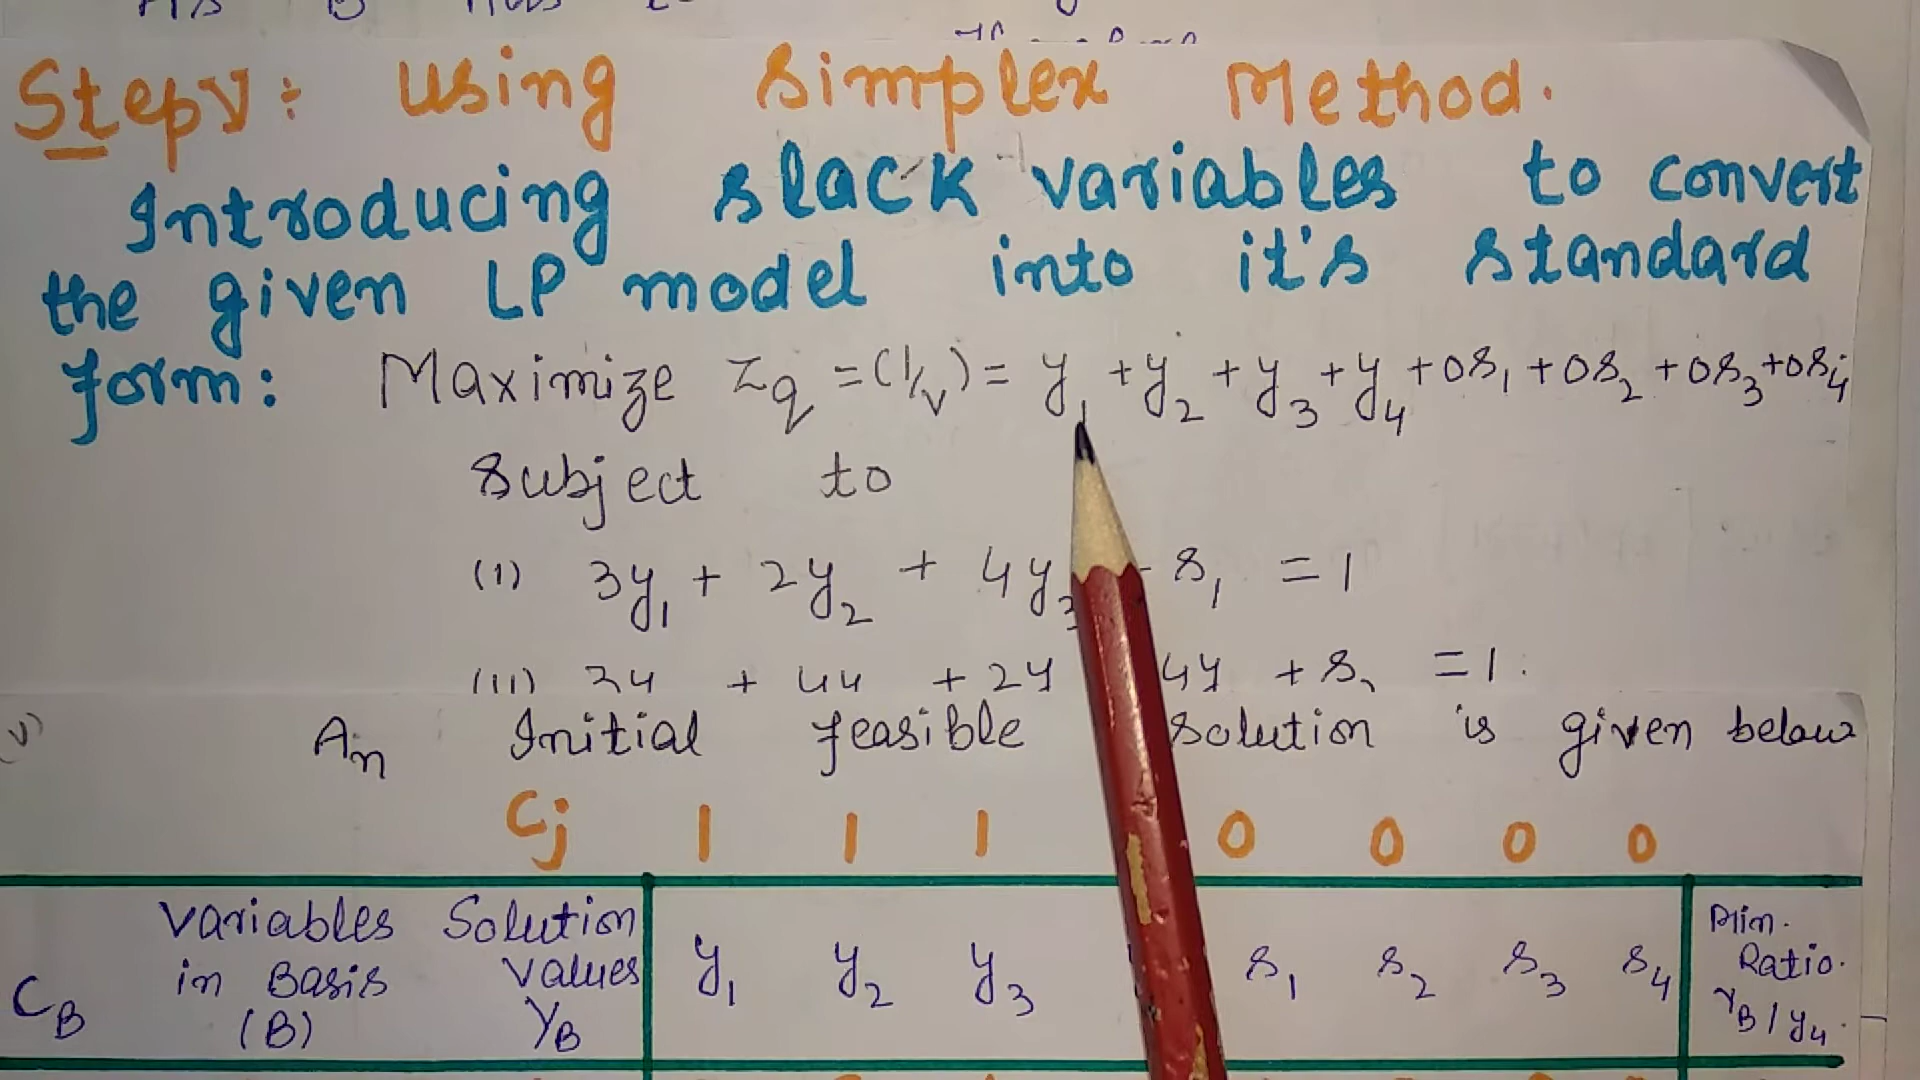 Step V: Using Simplex Method.
Introducing slack variables to convert
the given LP model into it's standard
form: Maximize Zq = (1/v) = y1 + y2 + y3 + y4 + 0s1 + 0s2 + 0s3 + 0s4
Subject to
(i) 3y1 + 2y2 + 4y3 s1 = 1
+ 2y 4y + s = 1.
v)
An Initial feasible solution is given below
Cj 1 1 1 0 0 0 0
CB Variables in Basis (B) Solution values YB y1 y2 y3 s1 s2 s3 s4 Min. Ratio. YB/y4